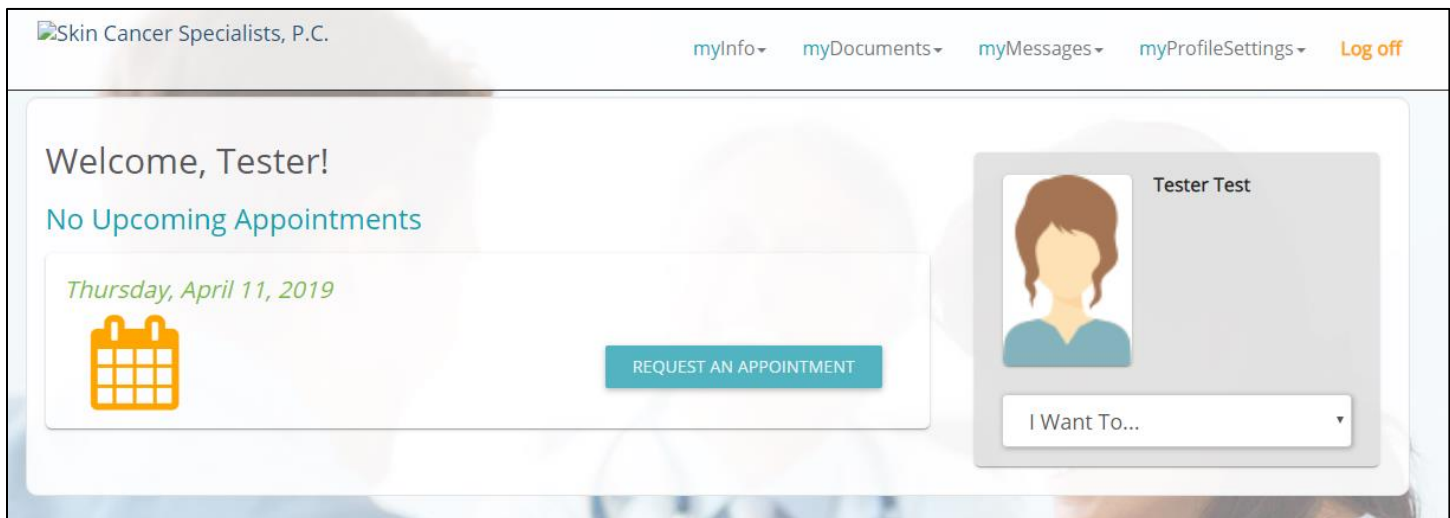 Skin Cancer Specialists, P.C.
myInfo myDocuments myMessages myProfileSettings Log off
Welcome, Tester!
No Upcoming Appointments
Thursday, April 11, 2019
REQUEST AN APPOINTMENT
Tester Test
I Want To...